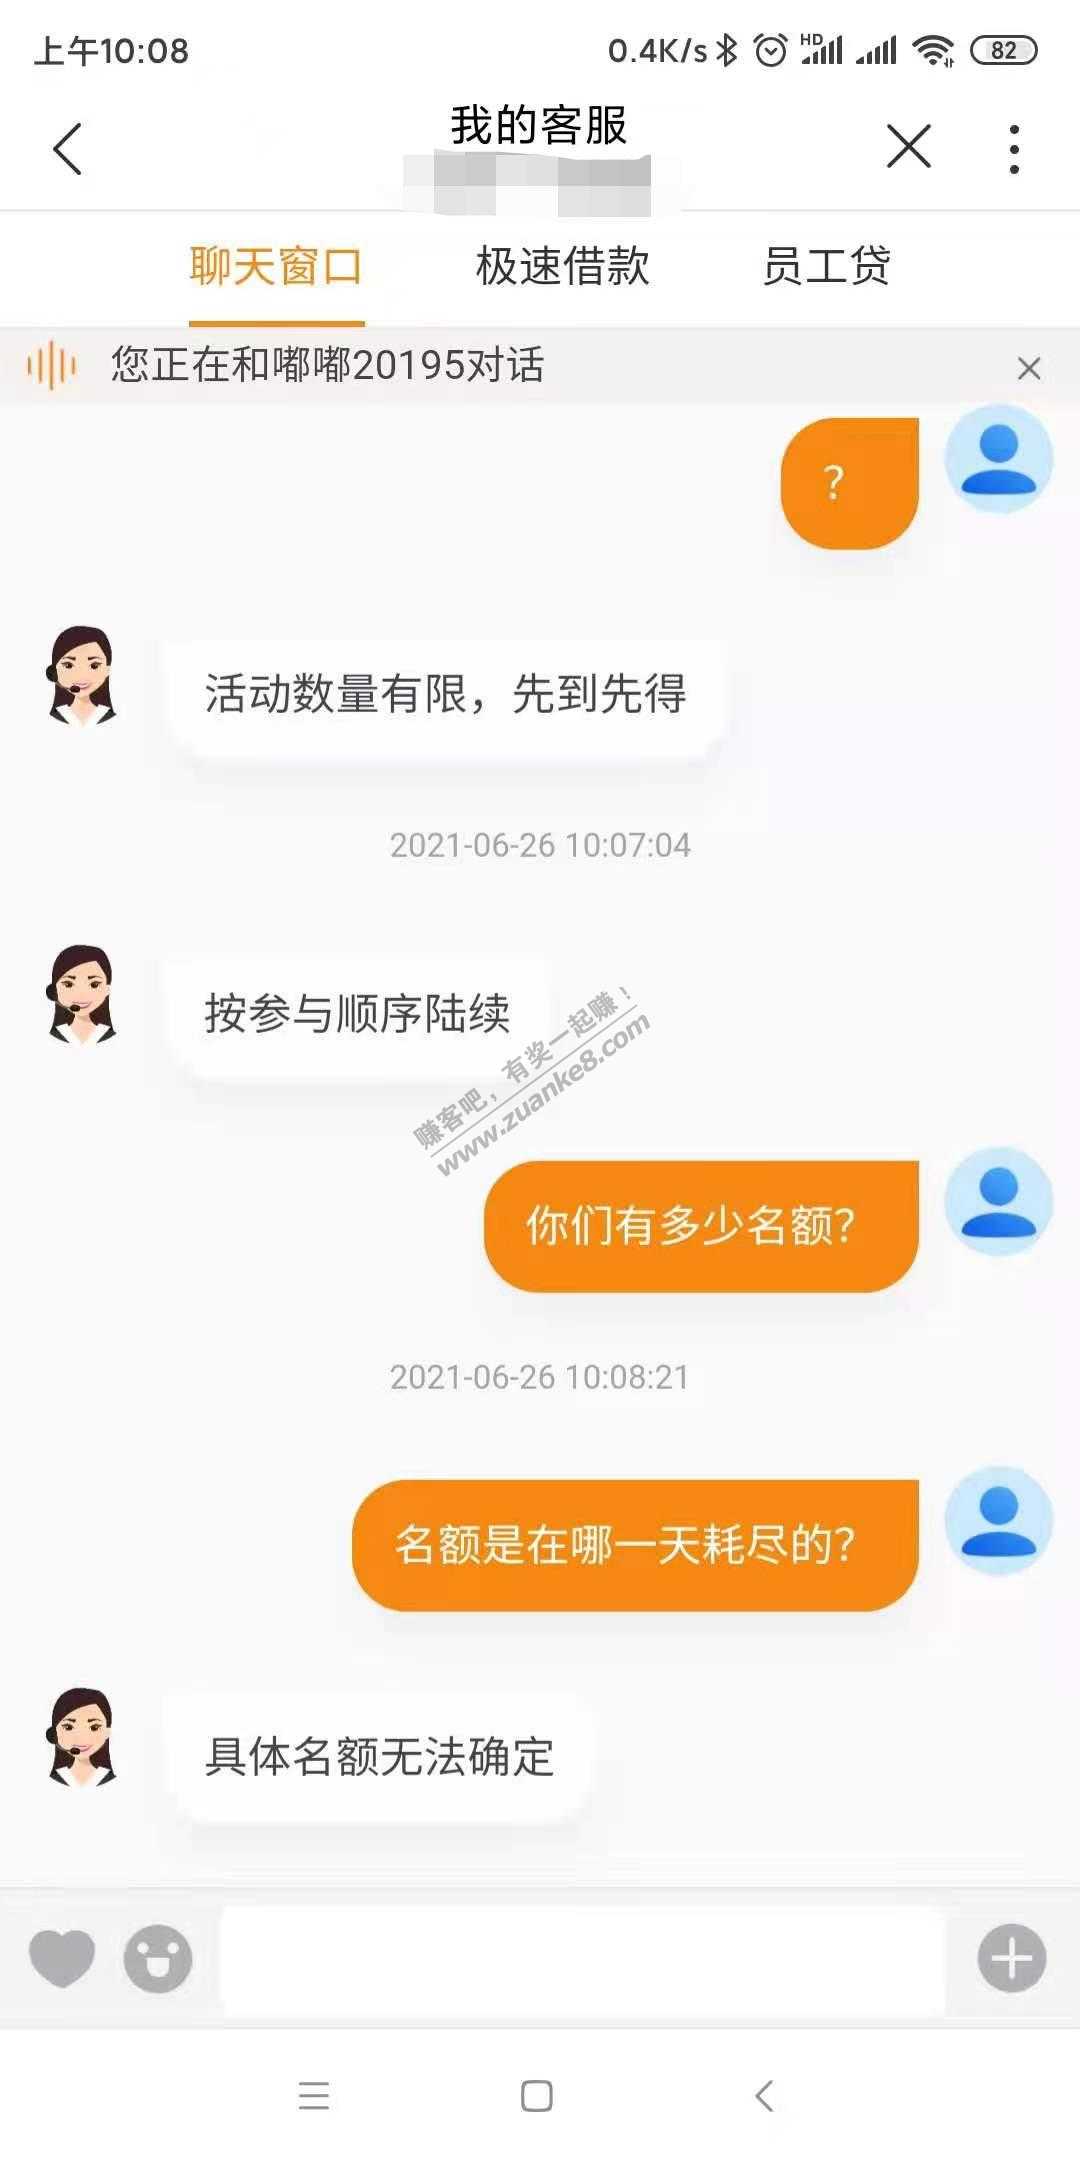 上午10:08
0.4K/s
HD
82
我的客服
聊天窗口
极速借款
员工贷
您正在和嘟嘟20195对话
？
活动数量有限，先到先得
2021-06-26 10:07:04
按参与顺序陆续
赚客吧，有奖一起赚！
www.zuanke8.com
你们有多少名额？
2021-06-26 10:08:21
名额是在哪一天耗尽的？
具体名额无法确定